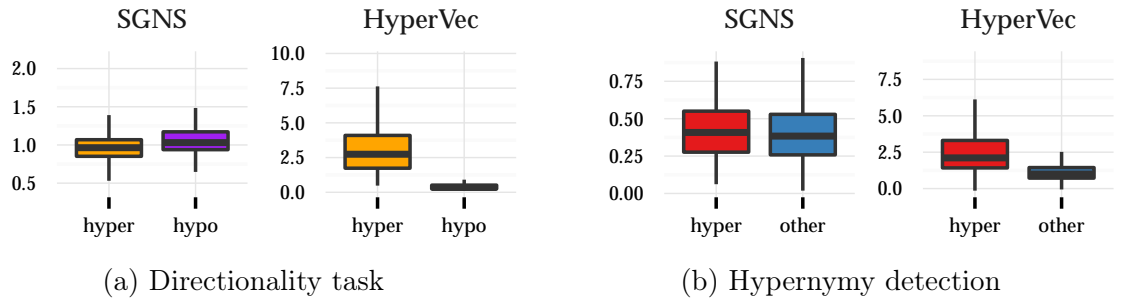 SGNS
HyperVec
2.0
1.5
1.0
0.5
hyper
hypo
10.0
7.5
5.0
2.5
0.0
hyper
hypo
(a) Directionality task
SGNS
HyperVec
0.75
0.50
0.25
0.00
hyper
other
7.5
5.0
2.5
0.0
hyper
other
(b) Hypernymy detection